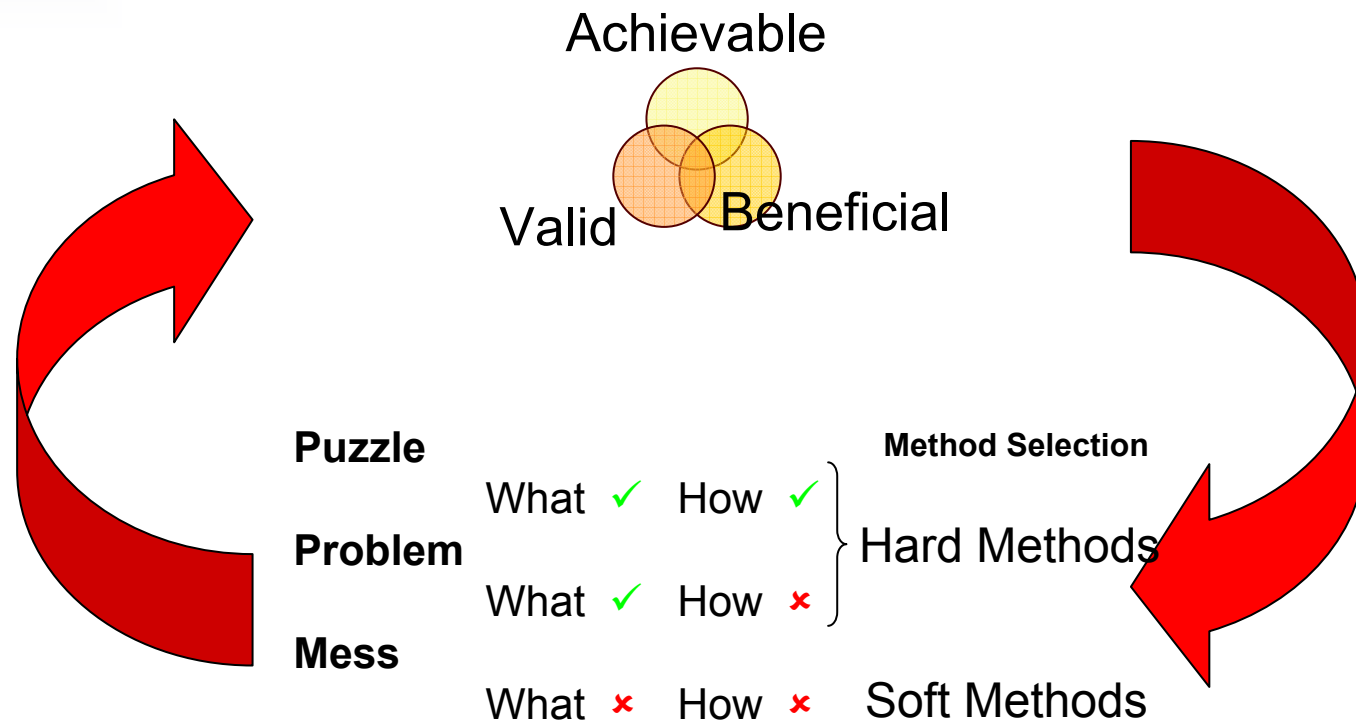 Achievable
Valid
Beneficial
Puzzle
Method Selection
What ✓ How ✓
Problem
Hard Methods
What ✓ How ×
Mess
What × How ×
Soft Methods